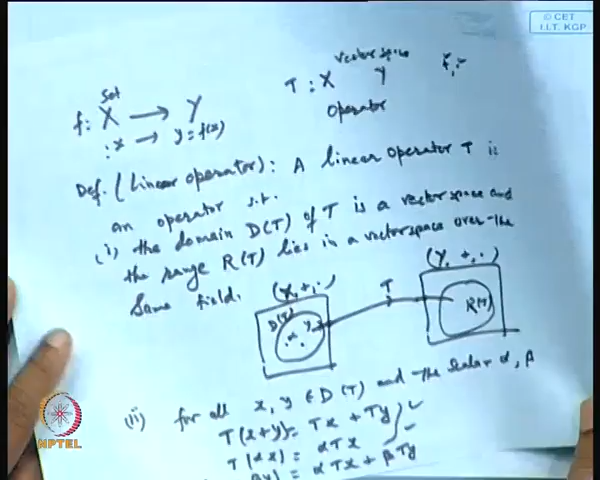 © CET
I.I.T. KGP
Set
f: X → Y
: x → y = f(x)
vector space
T : X Y
Operator
Def. (Linear operator): A linear operator T is
an operator s.t.
(i) the domain D(T) of T is a vector space and
the range R(T) lies in a vector space over the
same field.
(X, +, ·)
T
(Y, +, ·)
D(T)
x y
R(T)
(ii) for all x, y ∈ D(T) and the scalar α, β
T(x+y) = Tx + Ty
T(αx) = αTx
βy) = αTx + βTy
NPTEL